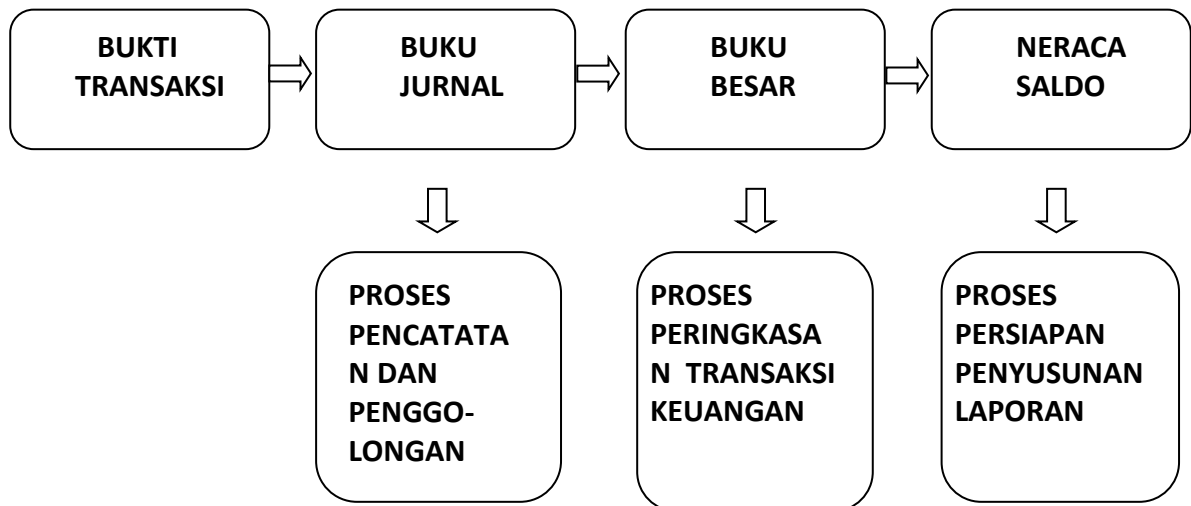 BUKTI
TRANSAKSI
BUKU
JURNAL
BUKU
BESAR
NERACA
SALDO
PROSES
PENCATATA
N DAN
PENGGO-
LONGAN
PROSES
PERINGKASA
N TRANSAKSI
KEUANGAN
PROSES
PERSIAPAN
PENYUSUNAN
LAPORAN